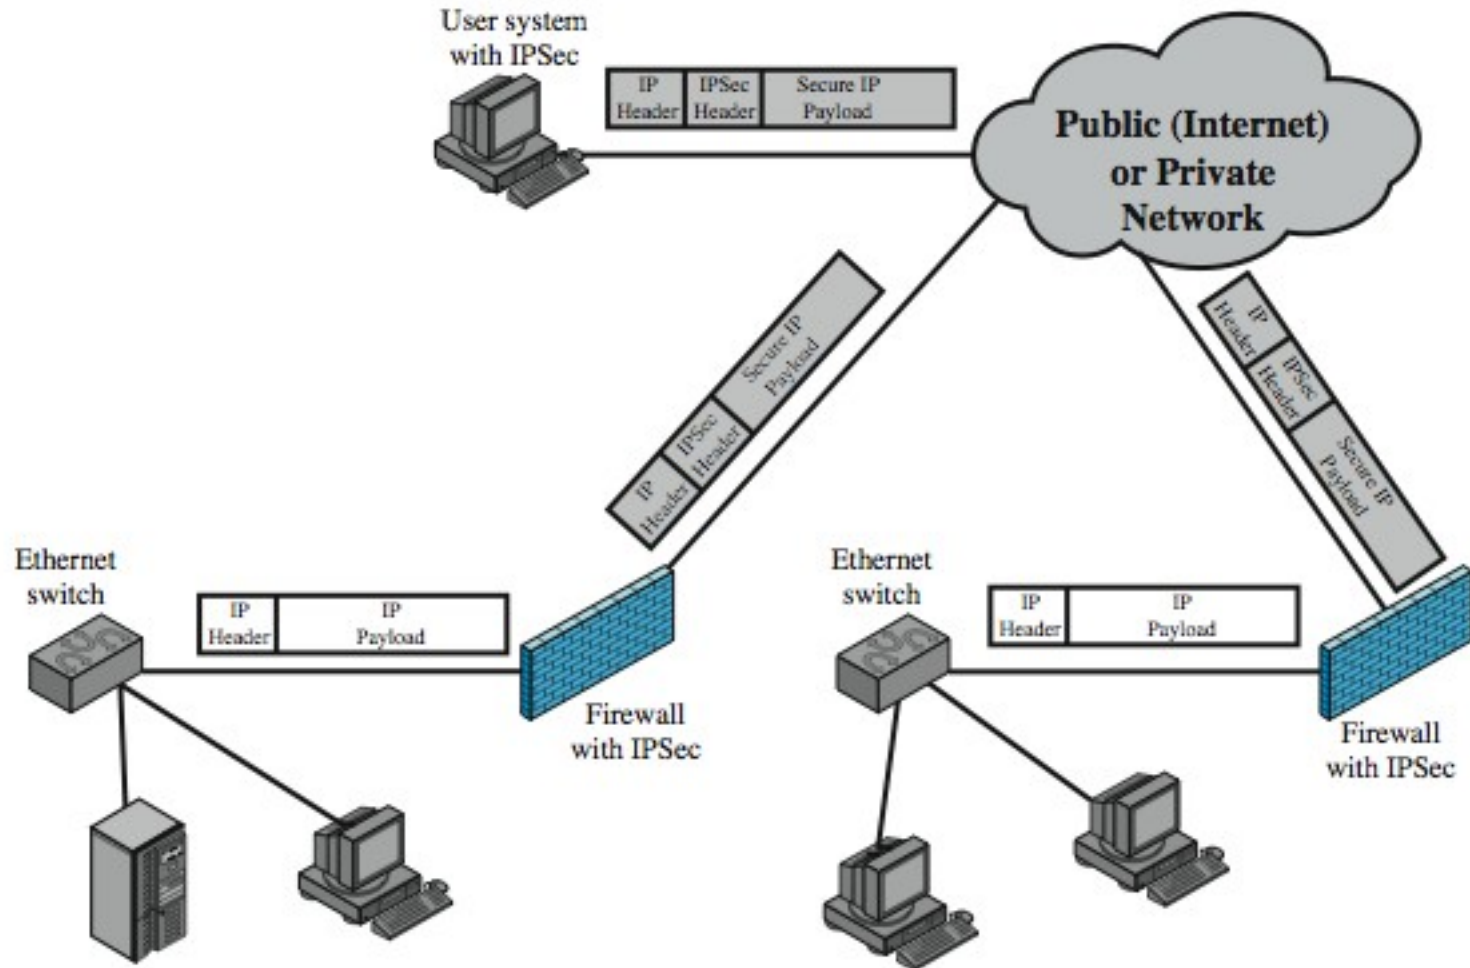 User system
with IPSec
IP
Header
IPSec
Header
Secure IP
Payload
Public (Internet)
or Private
Network
IP
Header
IPSec
Header
Secure IP
Payload
IP
Header
IPSec
Header
Secure IP
Payload
Ethernet
switch
IP
Header
IP
Payload
Firewall
with IPSec
Ethernet
switch
IP
Header
IP
Payload
Firewall
with IPSec